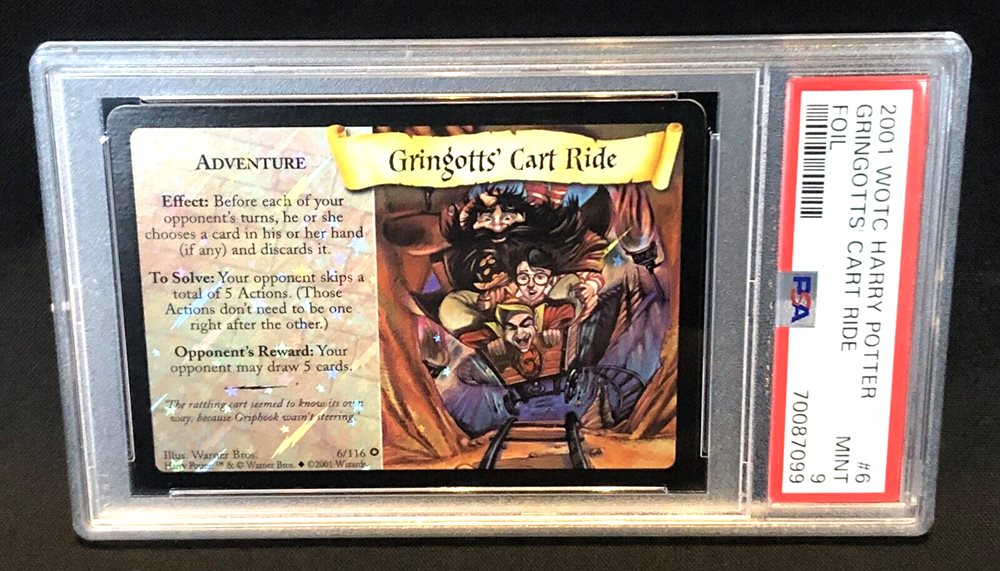 Gringotts' Cart Ride
ADVENTURE
Effect: Before each of your
opponent's turns, he or she
chooses a card in his or her hand
(if any) and discards it.
To Solve: Your opponent skips a
total of 5 Actions. (Those
Actions don't need to be one
right after the other.)
Opponent's Reward: Your
opponent may draw 5 cards.
"The rattling cart seemed to know its own
way, because Griphook wasn't steering."
Illus. Warner Bros. 6/116
Harry Potter ™ & © Warner Bros. ◆ ©2001 Wizards.
2001 WOTC HARRY POTTER #6
GRINGOTTS' CART RIDE MINT
FOIL 9
PSA 70087099